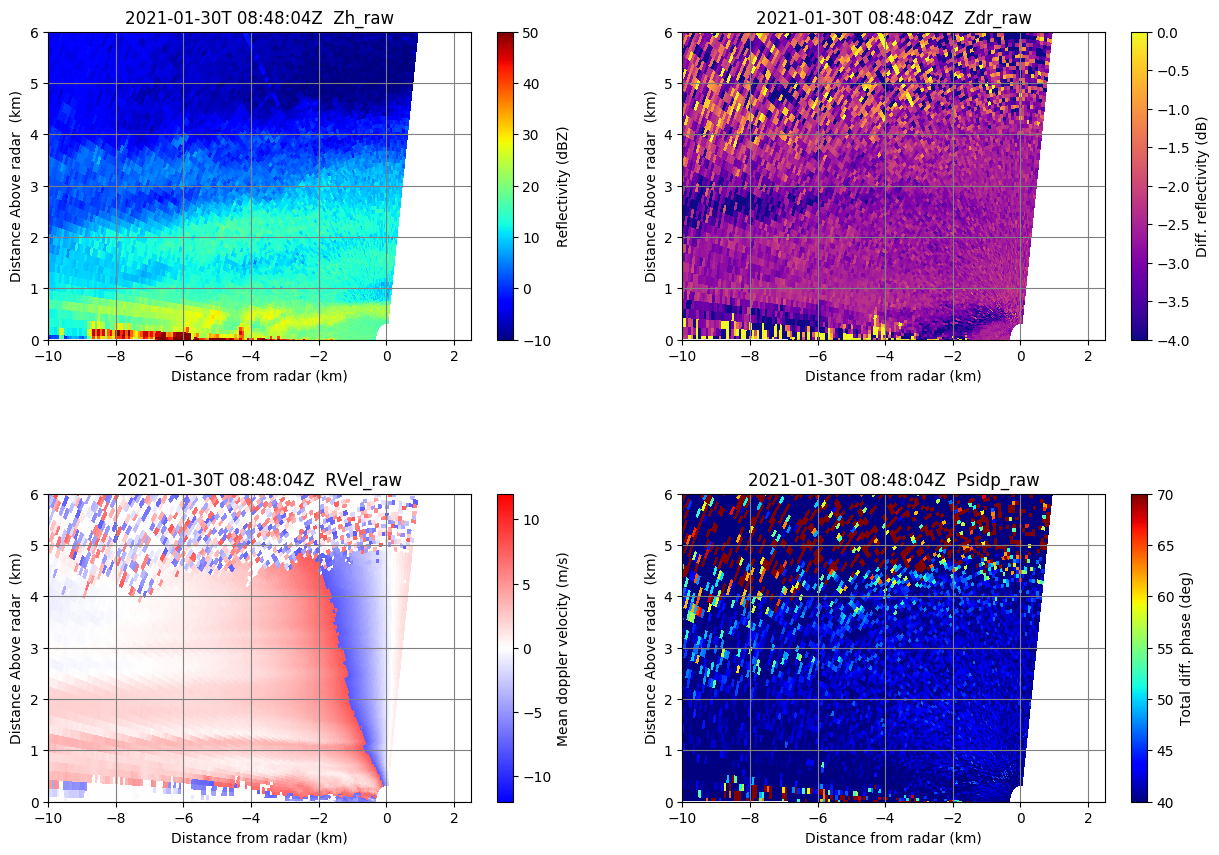 2021-01-30T 08:48:04Z  Zh_raw
Distance Above radar  (km)
6
5
4
3
2
1
0
−10 −8 −6 −4 −2 0 2
Distance from radar (km)
50
40
30
20
10
0
−10
Reflectivity (dBZ)
2021-01-30T 08:48:04Z  Zdr_raw
Distance Above radar  (km)
6
5
4
3
2
1
0
−10 −8 −6 −4 −2 0 2
Distance from radar (km)
0.0
−0.5
−1.0
−1.5
−2.0
−2.5
−3.0
−3.5
−4.0
Diff. reflectivity (dB)
2021-01-30T 08:48:04Z  RVel_raw
Distance Above radar  (km)
6
5
4
3
2
1
0
−10 −8 −6 −4 −2 0 2
Distance from radar (km)
10
5
0
−5
−10
Mean doppler velocity (m/s)
2021-01-30T 08:48:04Z  Psidp_raw
Distance Above radar  (km)
6
5
4
3
2
1
0
−10 −8 −6 −4 −2 0 2
Distance from radar (km)
70
65
60
55
50
45
40
Total diff. phase (deg)